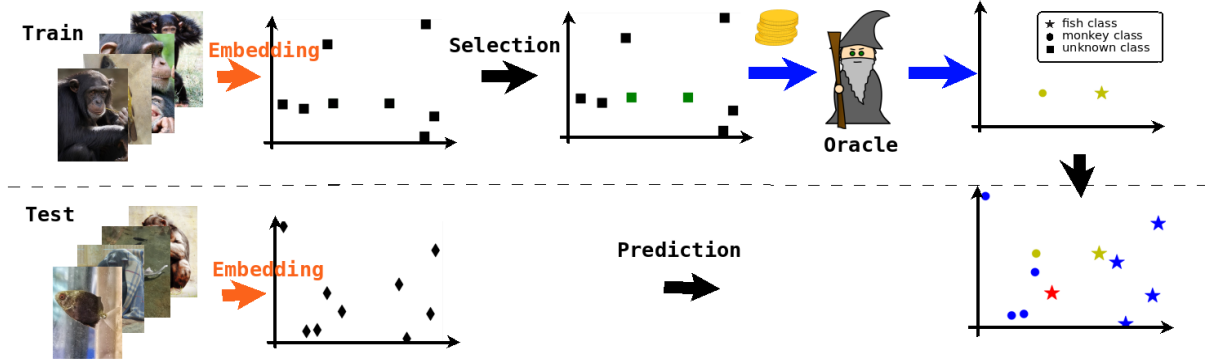 Train
Embedding
Selection
Oracle
fish class
monkey class
unknown class
Test
Embedding
Prediction